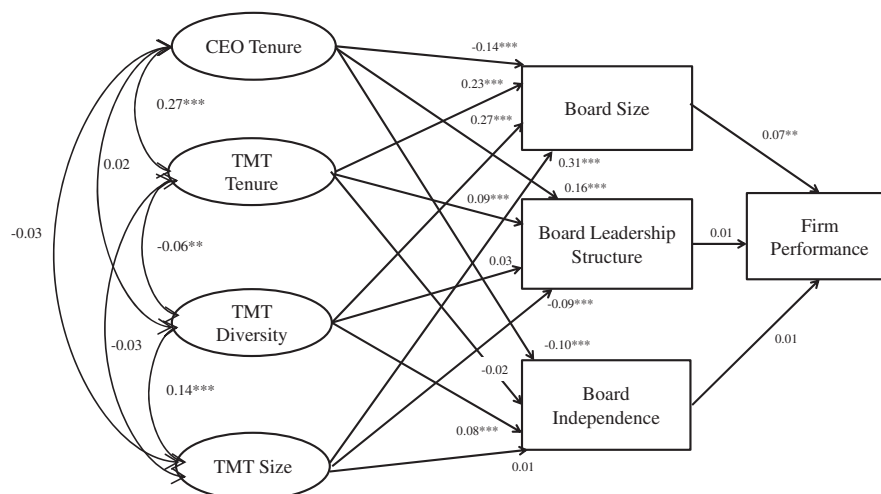 CEO Tenure
-0.14***
0.23***
0.27***
Board Size
0.27***
0.07**
0.02
TMT
Tenure
0.31***
0.16***
0.09***
-0.03
-0.06**
Board Leadership
Structure
0.01
Firm
Performance
0.03
TMT
Diversity
-0.09***
-0.03
-0.10***
0.01
-0.02
0.14***
Board
Independence
0.08***
TMT Size
0.01